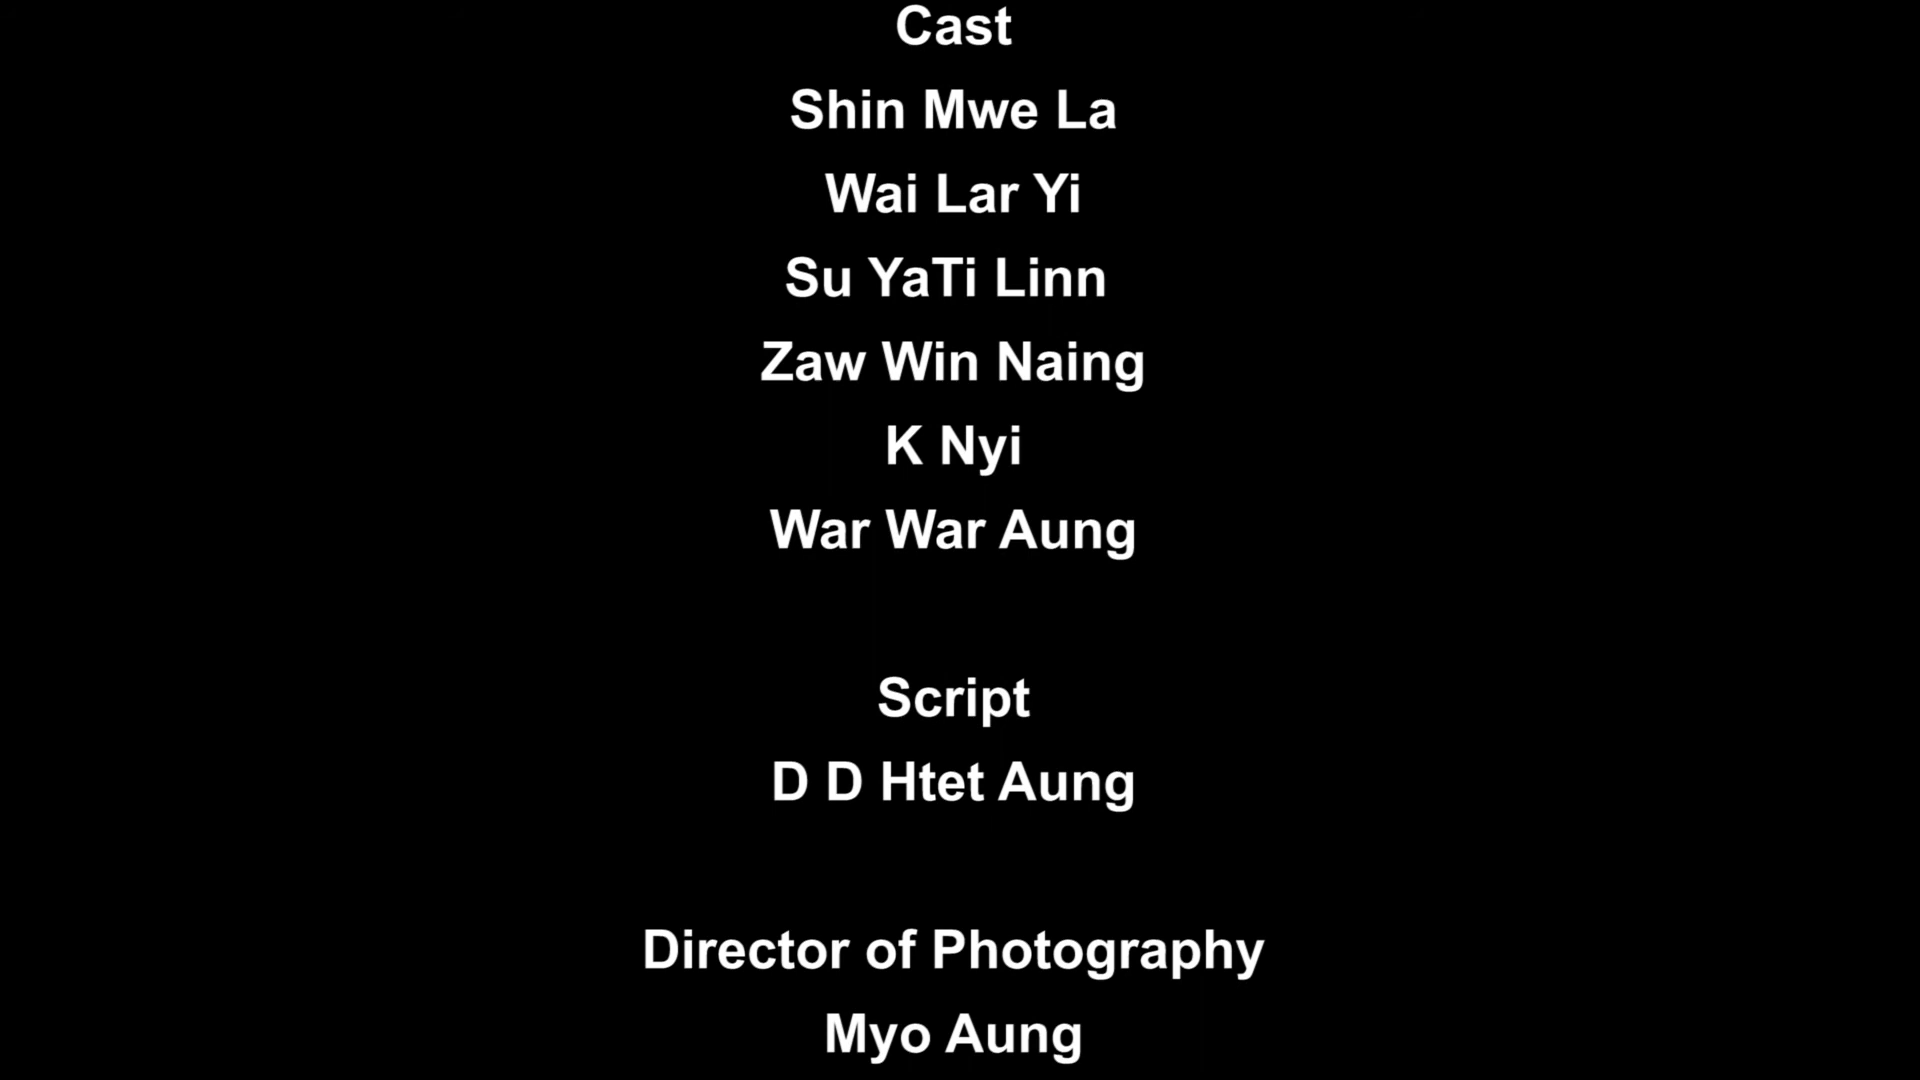 Cast
Shin Mwe La
Wai Lar Yi
Su YaTi Linn
Zaw Win Naing
K Nyi
War War Aung
Script
D D Htet Aung
Director of Photography
Myo Aung